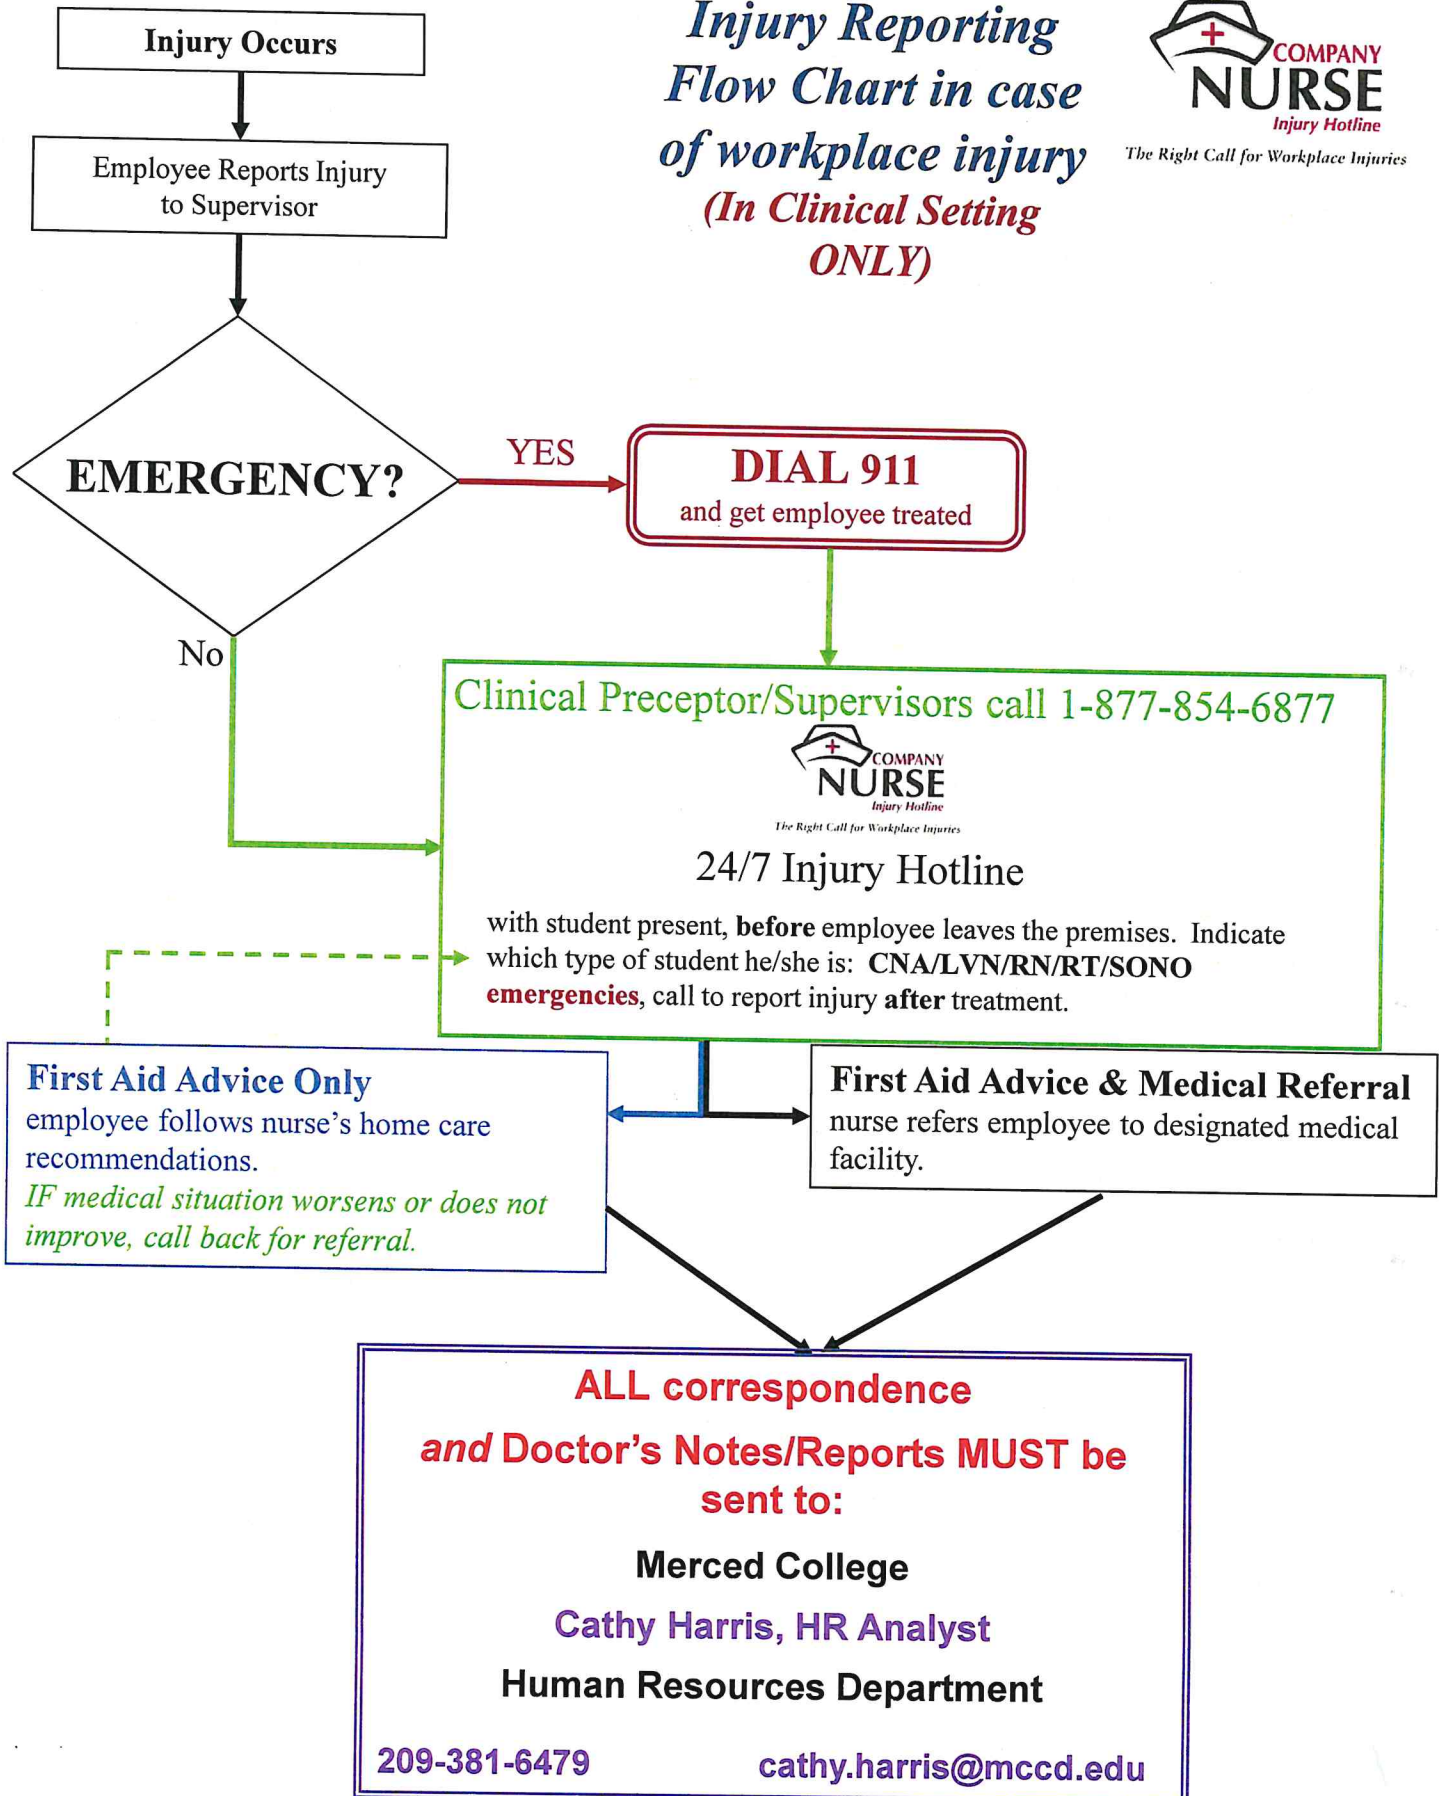 Injury Occurs
Employee Reports Injury
to Supervisor
Injury Reporting
Flow Chart in case
of workplace injury
(In Clinical Setting
ONLY)
COMPANY
NURSE
Injury Hotline
The Right Call for Workplace Injuries
EMERGENCY?
YES
DIAL 911
and get employee treated
No
Clinical Preceptor/Supervisors call 1-877-854-6877
COMPANY
NURSE
Injury Hotline
The Right Call for Workplace Injuries
24/7 Injury Hotline
with student present, before employee leaves the premises. Indicate
which type of student he/she is: CNA/LVN/RN/RT/SONO
emergencies, call to report injury after treatment.
First Aid Advice Only
employee follows nurse's home care
recommendations.
IF medical situation worsens or does not
improve, call back for referral.
First Aid Advice & Medical Referral
nurse refers employee to designated medical
facility.
ALL correspondence
and Doctor's Notes/Reports MUST be
sent to:
Merced College
Cathy Harris, HR Analyst
Human Resources Department
209-381-6479 cathy.harris@mccd.edu